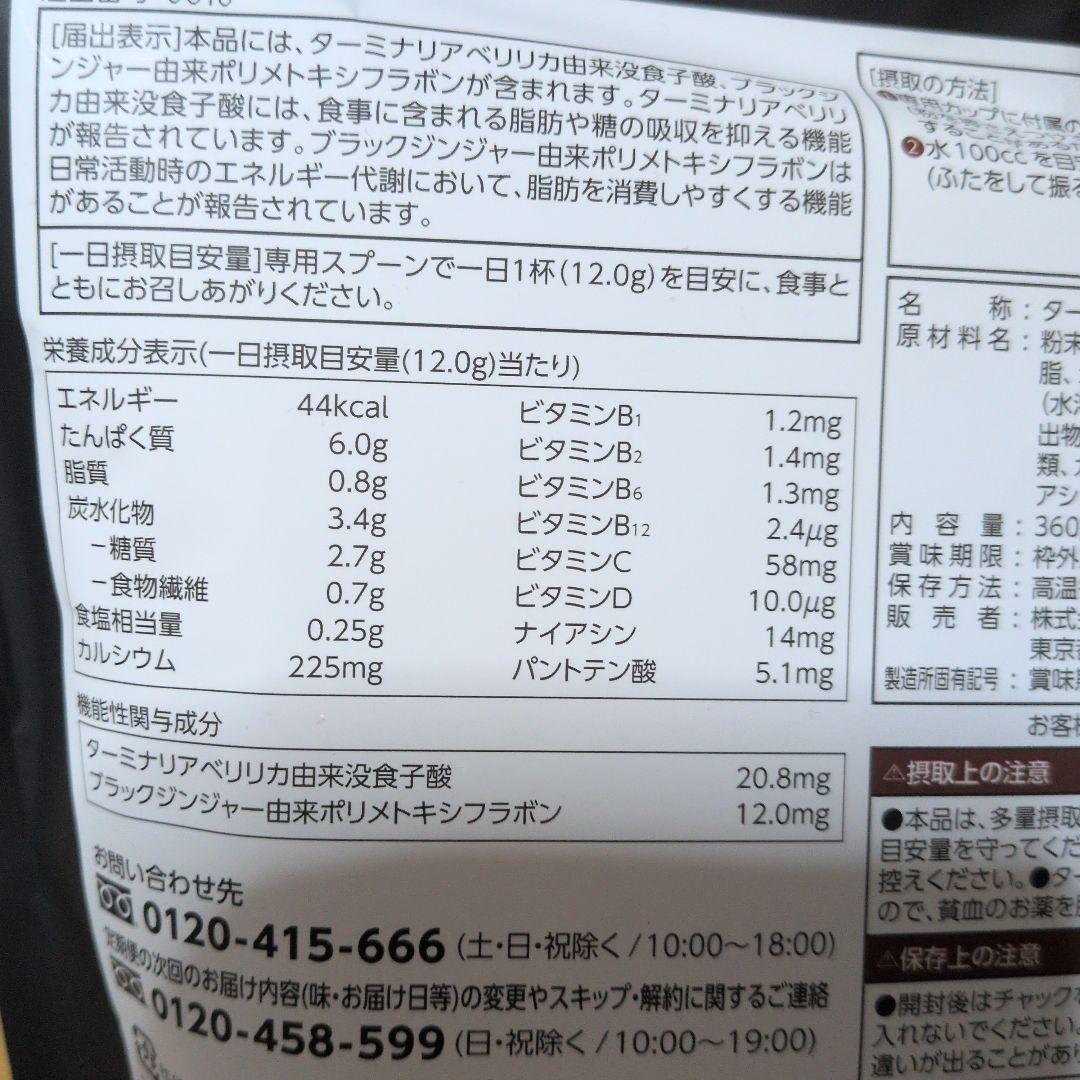 [届出表示]本品には、ターミナリアベリリカ由来没食子酸、ブラックジ
ンジャー由来ポリメトキシフラボンが含まれます。ターミナリアベリリ
カ由来没食子酸には、食事に含まれる脂肪や糖の吸収を抑える機能
が報告されています。ブラックジンジャー由来ポリメトキシフラボンは
日常活動時のエネルギー代謝において、脂肪を消費しやすくする機能
があることが報告されています。
[一日摂取目安量]専用スプーンで一日1杯(12.0g)を目安に、食事と
ともにお召しあがりください。
栄養成分表示(一日摂取目安量(12.0g)当たり)
エネルギー 44kcal
たんぱく質 6.0g
脂質 0.8g
炭水化物 3.4g
－糖質 2.7g
－食物繊維 0.7g
食塩相当量 0.25g
カルシウム 225mg
ビタミンB1 1.2mg
ビタミンB2 1.4mg
ビタミンB6 1.3mg
ビタミンB12 2.4μg
ビタミンC 58mg
ビタミンD 10.0μg
ナイアシン 14mg
パントテン酸 5.1mg
機能性関与成分
ターミナリアベリリカ由来没食子酸 20.8mg
ブラックジンジャー由来ポリメトキシフラボン 12.0mg
お問い合わせ先
0120-415-666 (土・日・祝除く/10:00〜18:00)
定期便の次回のお届け内容(味・お届け日等)の変更やスキップ・解約に関するご連絡
0120-458-599 (日・祝除く/10:00〜19:00)
[摂取の方法]
専用カップに付属の
❷水100ccを目安
(ふたをして振る
名称：ター
原材料名：粉末
脂、
(水
出物
類、
アシ
内容量：360
賞味期限：枠外
保存方法：高温
販売者：株式
東京
製造所固有記号：賞味
お客様
⚠摂取上の注意
●本品は、多量摂取
目安量を守ってくだ
控えください。●ター
ので、貧血のお薬を
⚠保存上の注意
●開封後はチャックを
入れないでください。
違いが出ることがあり